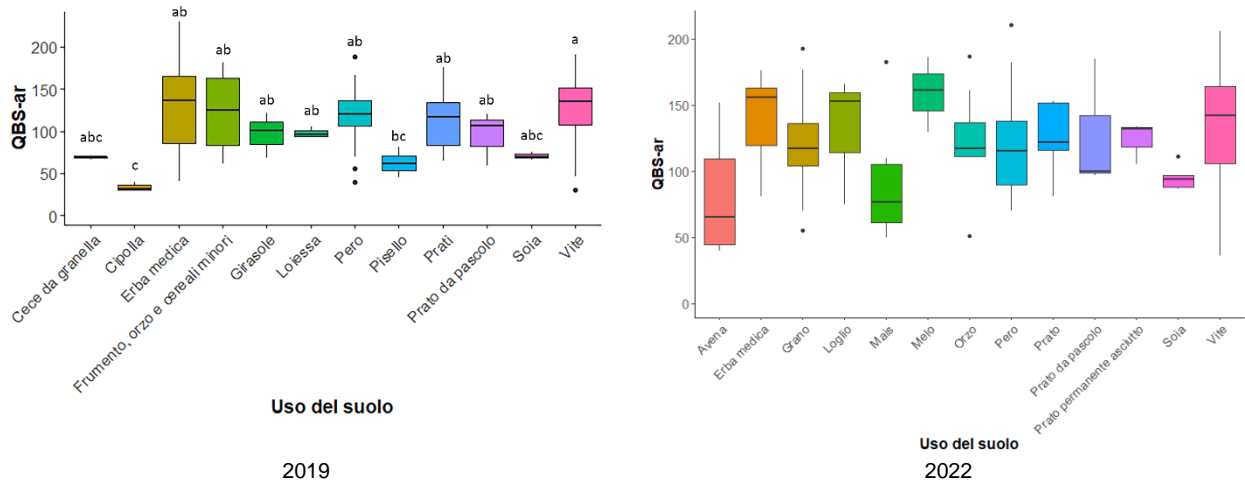 QBS-ar
200
150
100
50
0
abc
c
ab
ab
ab
ab
ab
bc
ab
ab
abc
a
Cece da granella
Cipolla
Erba medica
Frumento, orzo e cereali minori
Girasole
Loiessa
Pero
Pisello
Prati
Prato da pascolo
Soia
Vite
Uso del suolo
2019
QBS-ar
200
150
100
50
0
Avena
Erba medica
Grano
Loglio
Mais
Melo
Orzo
Pero
Prato
Prato da pascolo
Prato permanente asciutto
Soia
Vite
Uso del suolo
2022